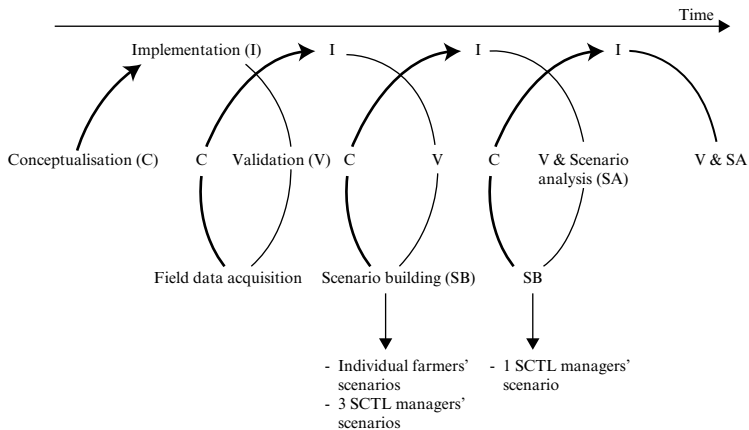 Time
Implementation (I)
I
I
I
Conceptualisation (C)
C
Validation (V)
C
V
C
V & Scenario
analysis (SA)
V & SA
Field data acquisition
Scenario building (SB)
SB
- Individual farmers’
scenarios
- 3 SCTL managers’
scenarios
- 1 SCTL managers’
scenario